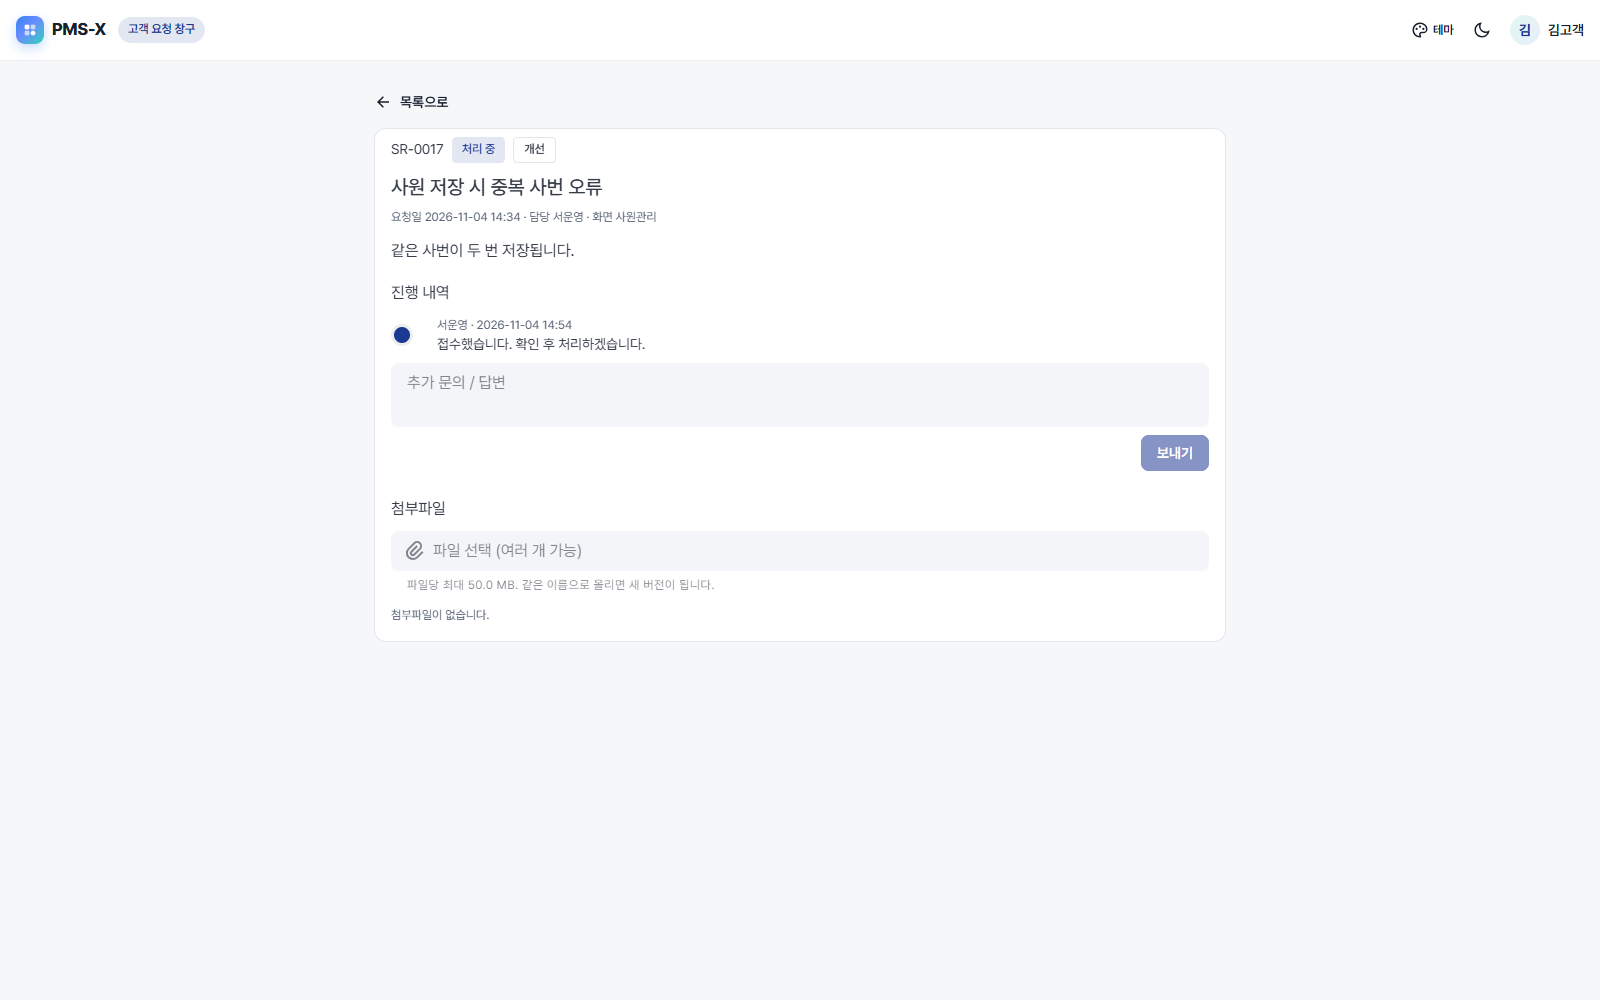 PMS-X 고객 요청 창구 테마 김 김고객
목록으로
SR-0017 처리 중 개선
사원 저장 시 중복 사번 오류
요청일 2026-11-04 14:34 · 담당 서운영 · 화면 사원관리
같은 사번이 두 번 저장됩니다.
진행 내역
서운영 · 2026-11-04 14:54
접수했습니다. 확인 후 처리하겠습니다.
추가 문의 / 답변
보내기
첨부파일
파일 선택 (여러 개 가능)
파일당 최대 50.0 MB. 같은 이름으로 올리면 새 버전이 됩니다.
첨부파일이 없습니다.